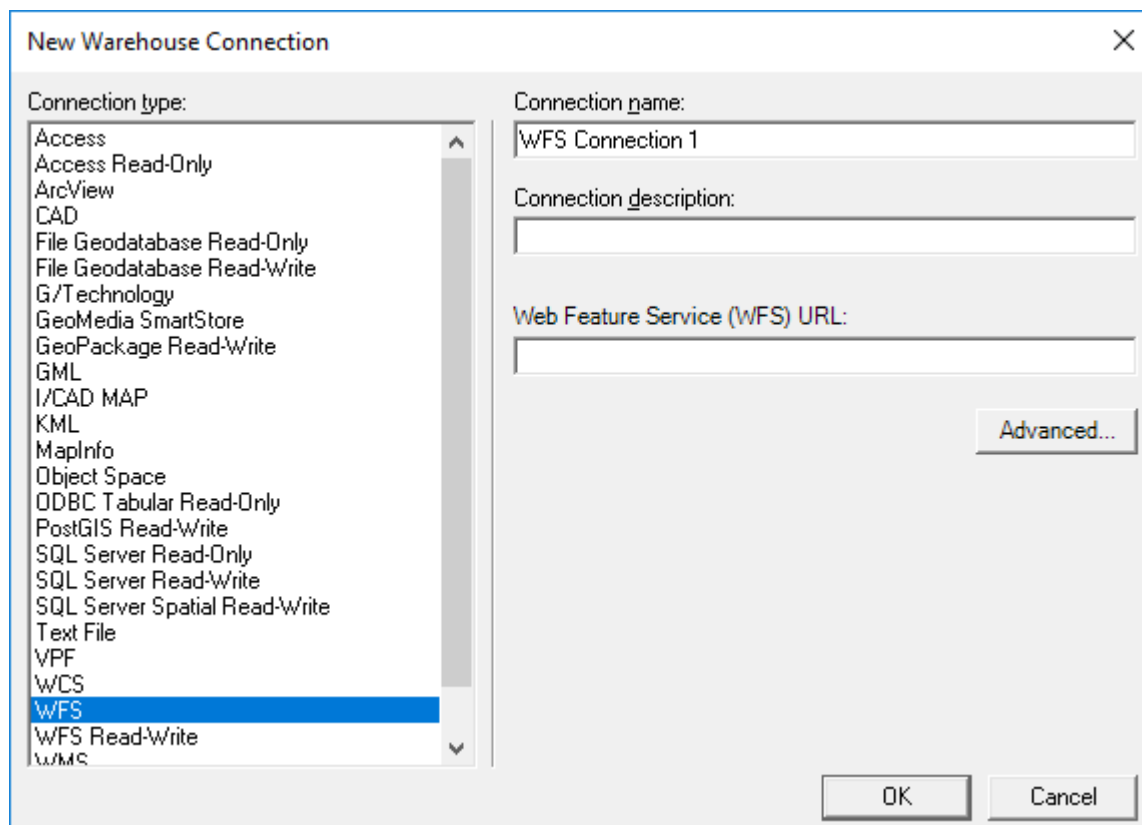 New Warehouse Connection
Connection type:
Access
Access Read-Only
ArcView
CAD
File Geodatabase Read-Only
File Geodatabase Read-Write
G/Technology
GeoMedia SmartStore
GeoPackage Read-Write
GML
I/CAD MAP
KML
MapInfo
Object Space
ODBC Tabular Read-Only
PostGIS Read-Write
SQL Server Read-Only
SQL Server Read-Write
SQL Server Spatial Read-Write
Text File
VPF
WCS
WFS
WFS Read-Write
WMS
Connection name:
WFS Connection 1
Connection description:
Web Feature Service (WFS) URL:
Advanced...
OK
Cancel